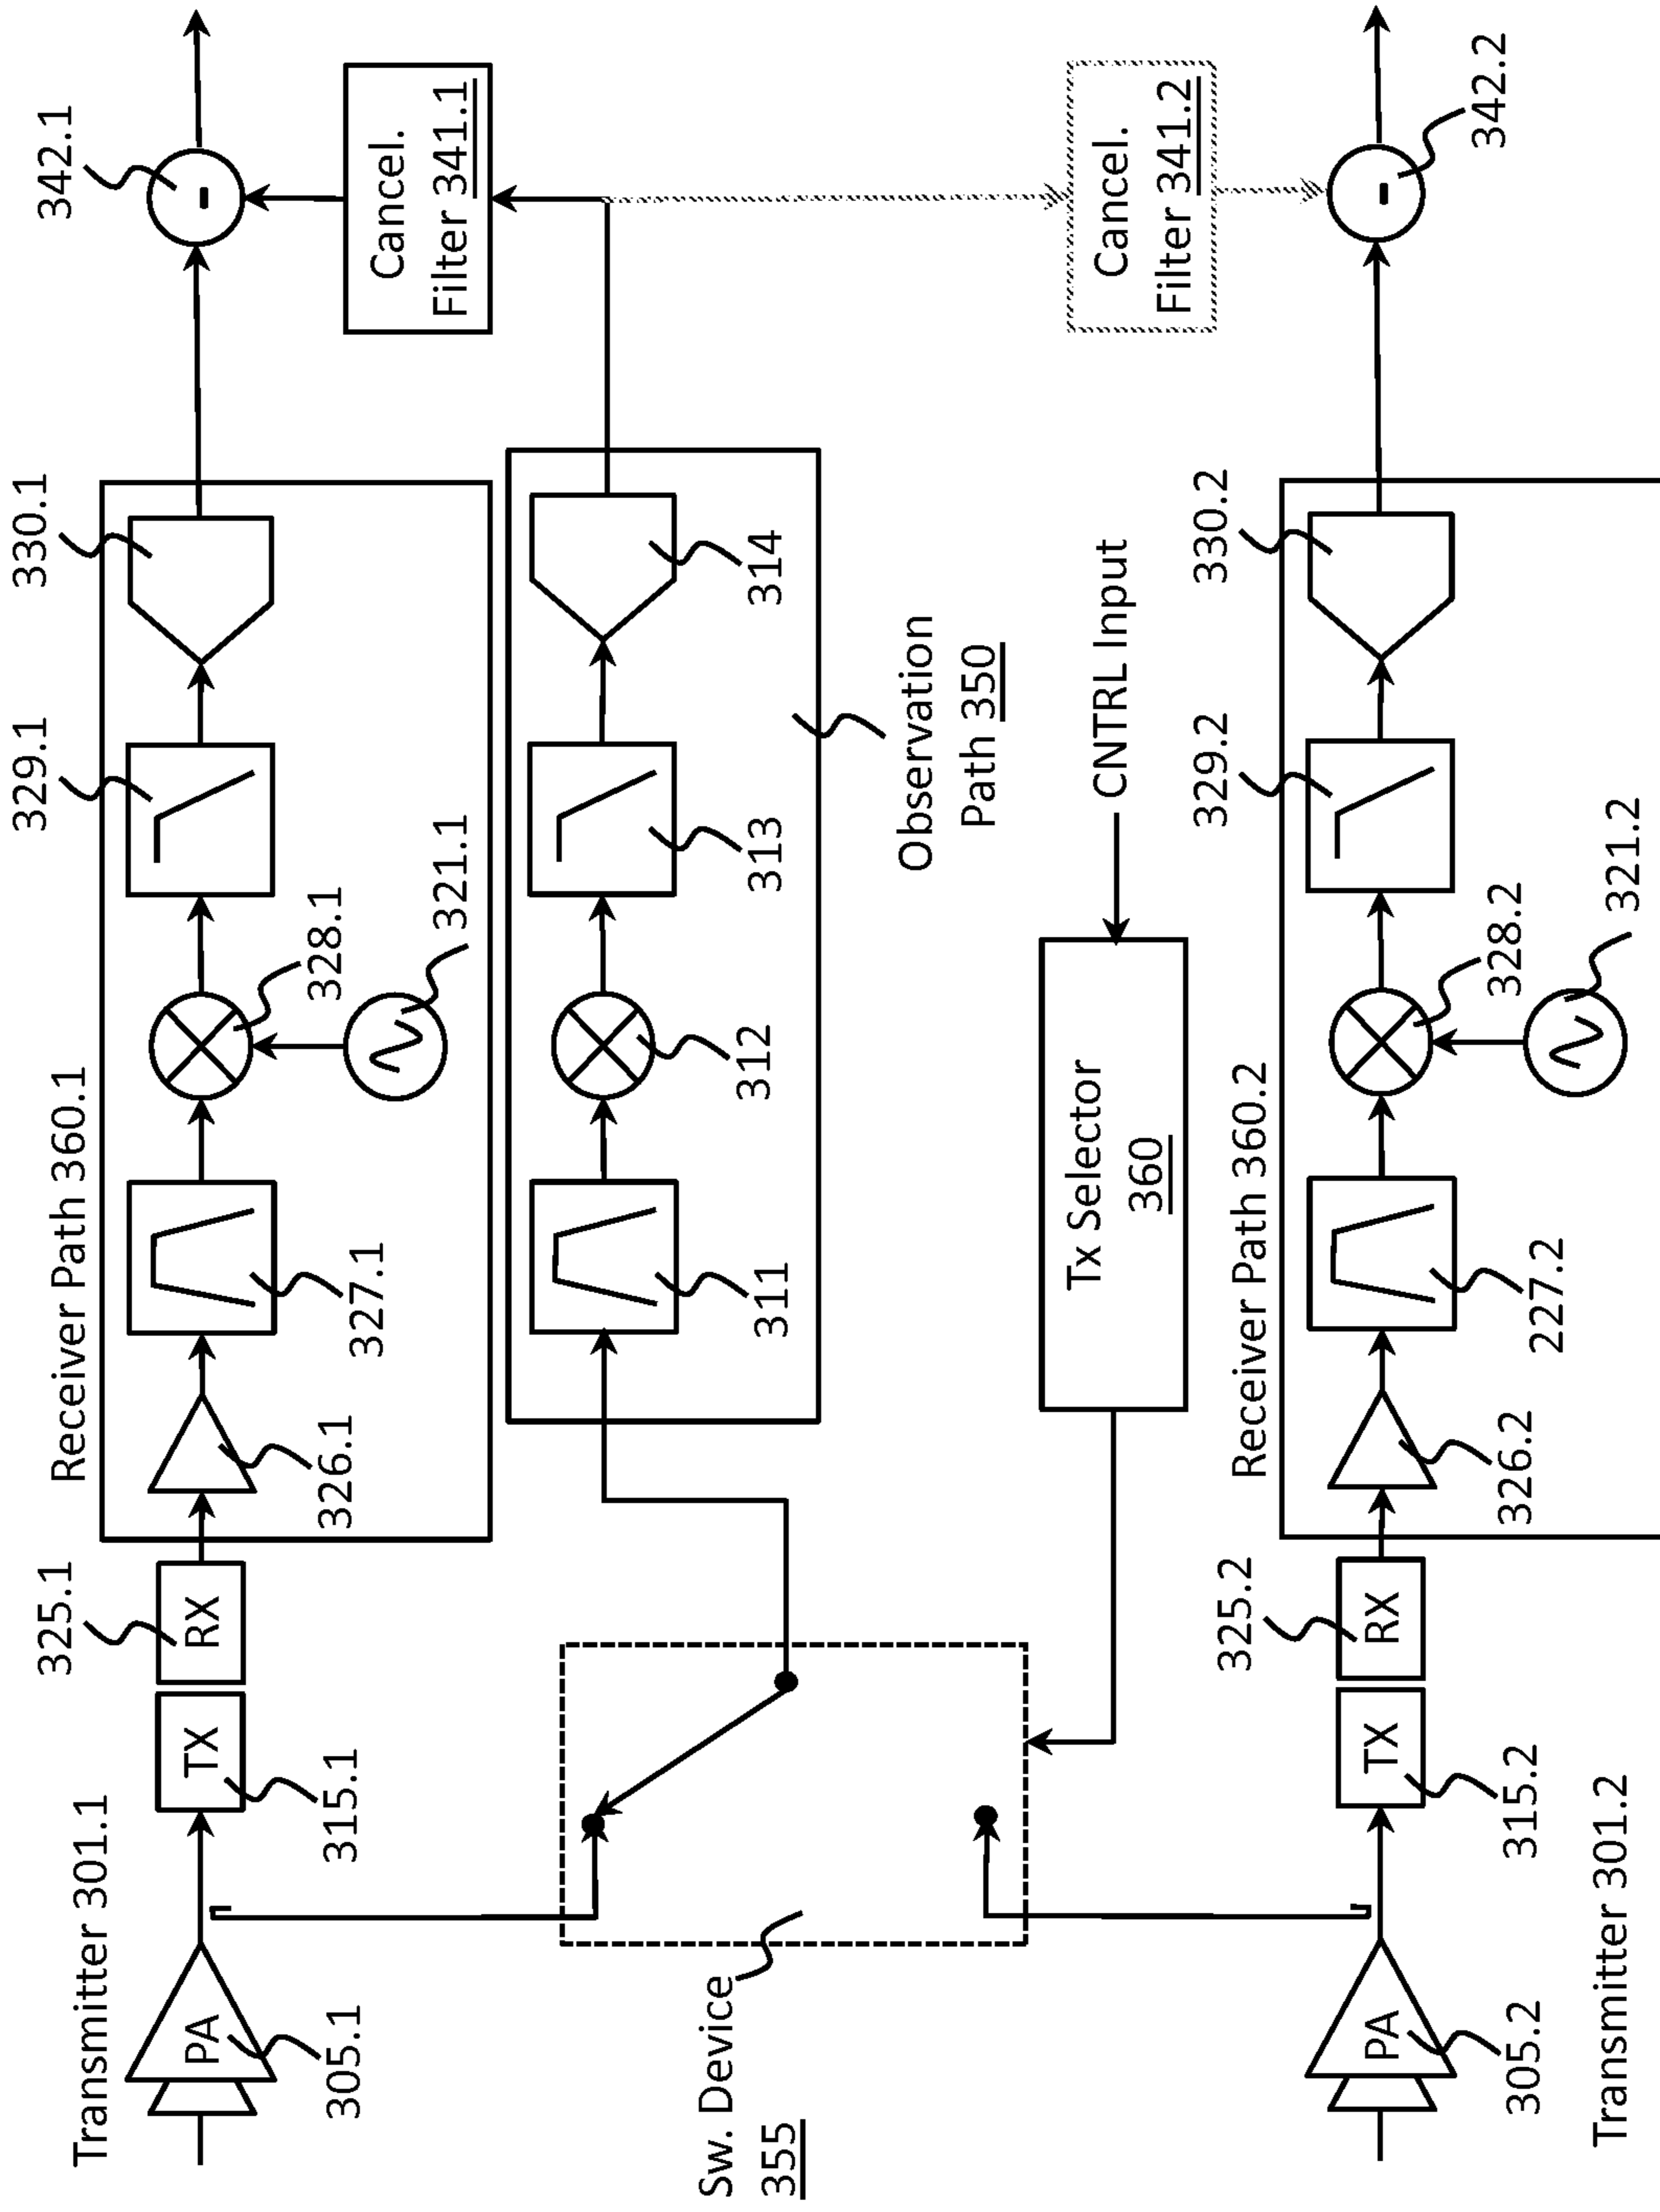 Transmitter 301.1
PA
305.1
TX
315.1
325.1
RX
Receiver Path 360.1
326.1
327.1
328.1
321.1
329.1
330.1
342.1
-
Cancel.
Filter 341.1
311
312
313
314
Observation
Path 350
Sw. Device
355
Tx Selector
360
CNTRL Input
Cancel.
Filter 341.2
Transmitter 301.2
PA
305.2
TX
315.2
325.2
RX
Receiver Path 360.2
326.2
227.2
328.2
321.2
329.2
330.2
342.2
-